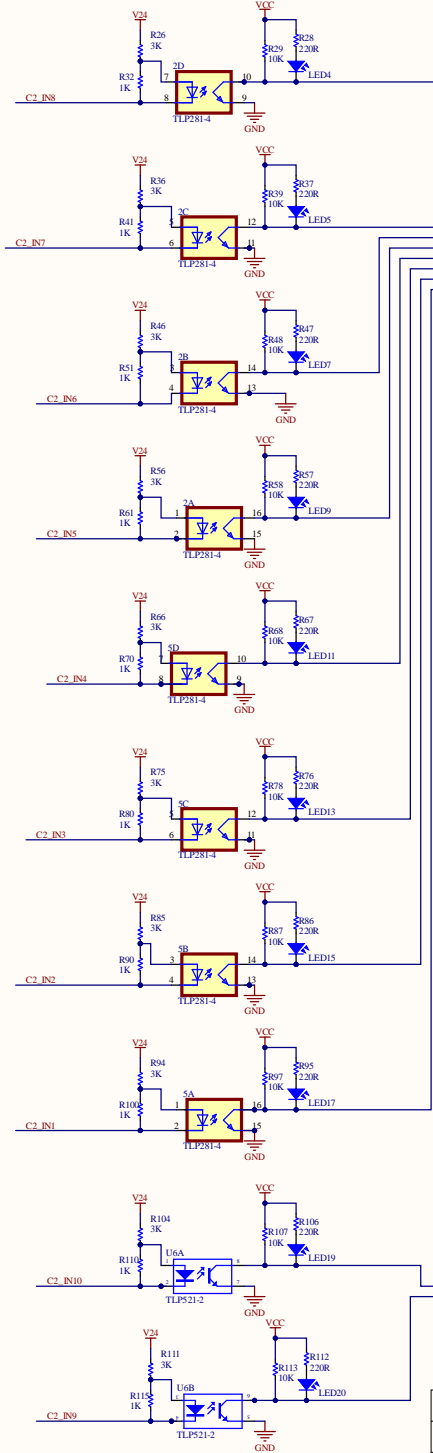 VCC
V24
R26
3K
R29
10K
R28
220R
2D
R32
1K
7
8
10
9
LED4
C2_IN8
TLP281-4
GND
VCC
V24
R36
3K
R39
10K
R37
220R
2C
R41
1K
5
6
12
11
LED5
C2_IN7
TLP281-4
GND
VCC
V24
R46
3K
R48
10K
R47
220R
2B
R51
1K
3
4
14
13
LED7
C2_IN6
TLP281-4
GND
VCC
V24
R56
3K
R58
10K
R57
220R
2A
R61
1K
1
2
16
15
LED9
C2_IN5
TLP281-4
GND
VCC
V24
R66
3K
R68
10K
R67
220R
5D
R70
1K
7
8
10
9
LED11
C2_IN4
TLP281-4
GND
VCC
V24
R75
3K
R78
10K
R76
220R
5C
R80
1K
5
6
12
11
LED13
C2_IN3
TLP281-4
GND
VCC
V24
R85
3K
R87
10K
R86
220R
5B
R90
1K
3
4
14
13
LED15
C2_IN2
TLP281-4
GND
VCC
V24
R94
3K
R97
10K
R95
220R
5A
R100
1K
1
2
16
15
LED17
C2_IN1
TLP281-4
GND
VCC
V24
R104
3K
R107
10K
R106
220R
U6A
R110
1K
1
2
8
7
LED19
C2_IN10
TLP521-2
GND
VCC
V24
R111
3K
R113
10K
R112
220R
U6B
R115
1K
LED20
C2_IN9
TLP521-2
GND